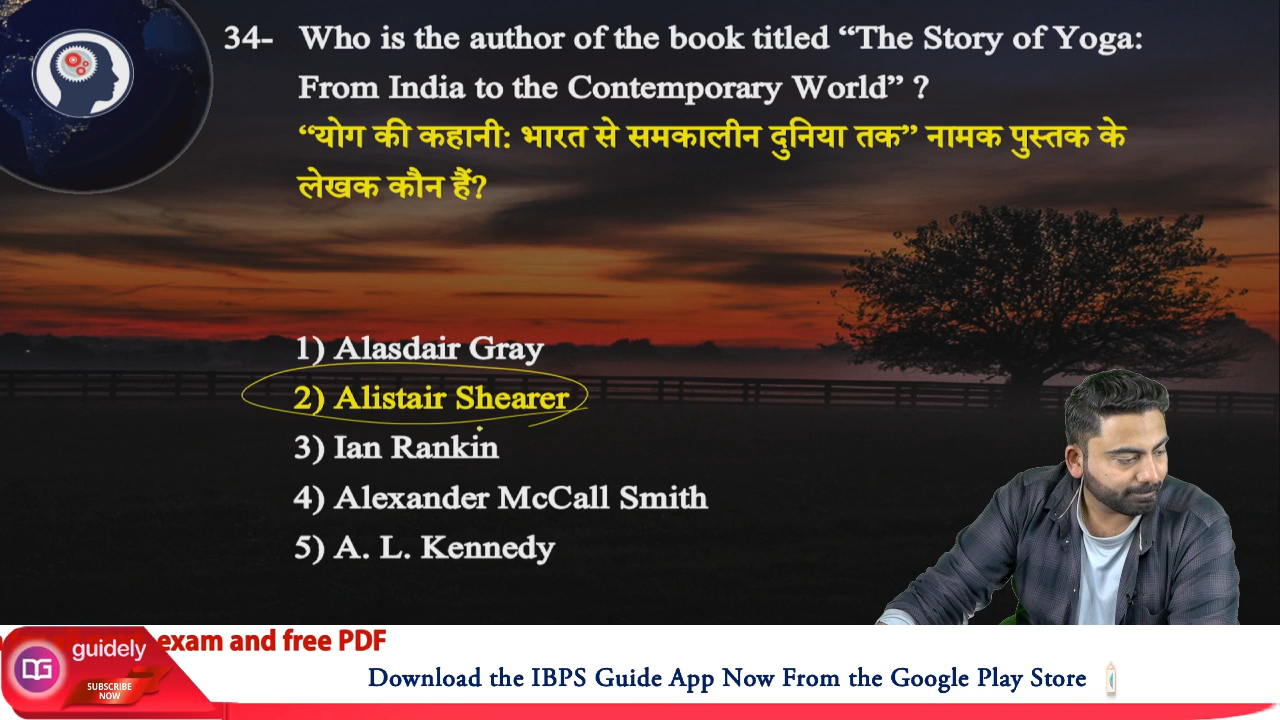 34- Who is the author of the book titled “The Story of Yoga:
From India to the Contemporary World” ?
“योग की कहानी: भारत से समकालीन दुनिया तक” नामक पुस्तक के
लेखक कौन हैं?
1) Alasdair Gray
2) Alistair Shearer
3) Ian Rankin
4) Alexander McCall Smith
5) A. L. Kennedy
exam and free PDF
guidely
SUBSCRIBE
NOW
Download the IBPS Guide App Now From the Google Play Store